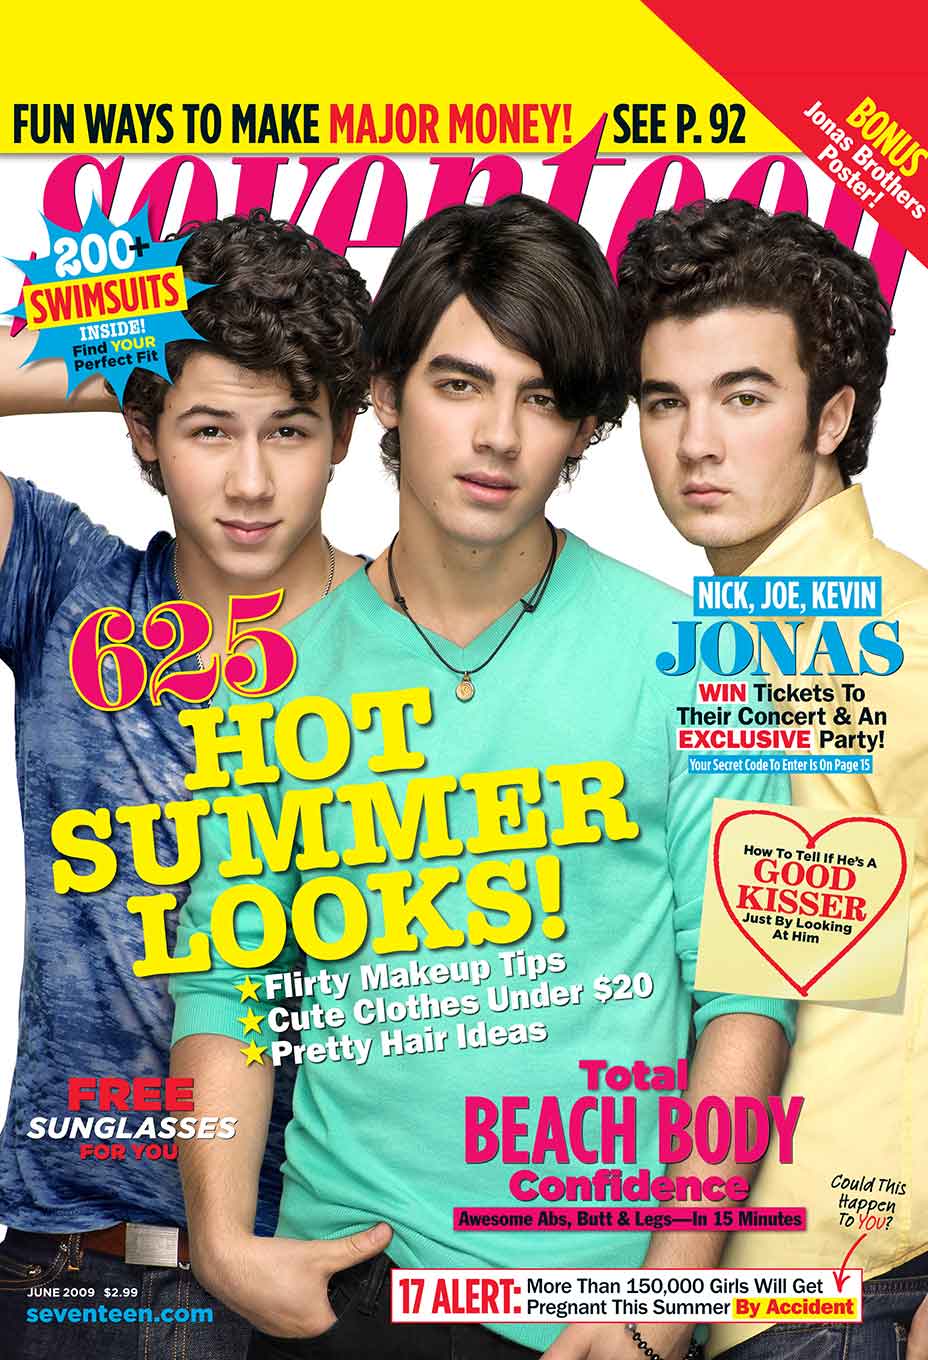 FUN WAYS TO MAKE MAJOR MONEY! SEE P. 92
BONUS
Jonas Brothers
Poster!
seventeen
200+
SWIMSUITS
INSIDE!
Find YOUR
Perfect Fit
625
HOT
SUMMER
LOOKS!
★Flirty Makeup Tips
★Cute Clothes Under $20
★Pretty Hair Ideas
NICK, JOE, KEVIN
JONAS
WIN Tickets To
Their Concert & An
EXCLUSIVE Party!
Your Secret Code To Enter Is On Page 15
How To Tell If He's A
GOOD
KISSER
Just By Looking
At Him
FREE
SUNGLASSES
FOR YOU
Total
BEACH BODY
Confidence
Awesome Abs, Butt & Legs—In 15 Minutes
Could This
Happen
To YOU?
17 ALERT: More Than 150,000 Girls Will Get
Pregnant This Summer By Accident
JUNE 2009 $2.99
seventeen.com